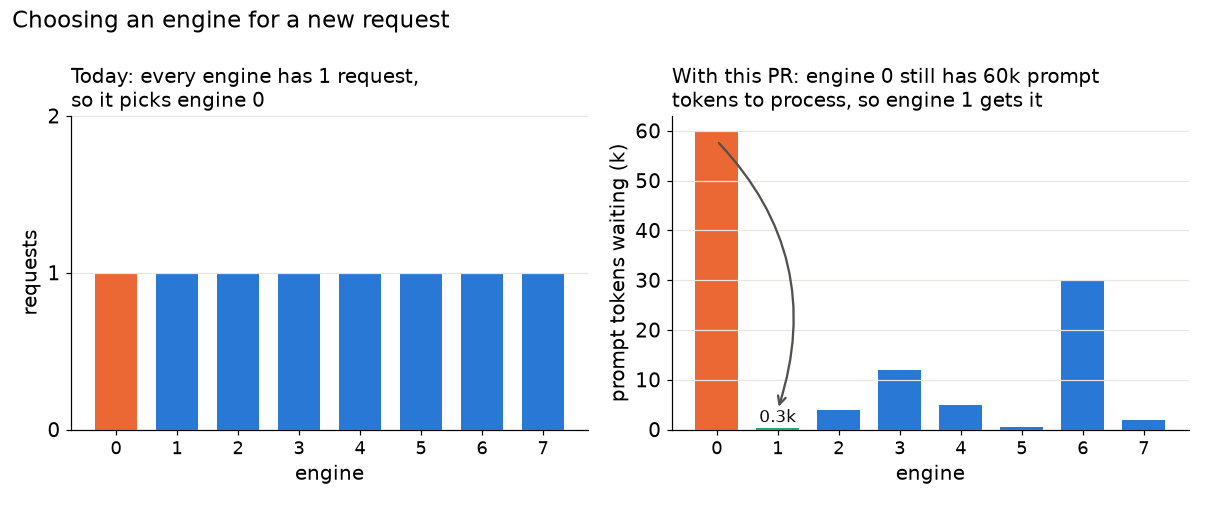 Choosing an engine for a new request
Today: every engine has 1 request,
so it picks engine 0
requests
2
1
0
0 1 2 3 4 5 6 7
engine
With this PR: engine 0 still has 60k prompt
tokens to process, so engine 1 gets it
prompt tokens waiting (k)
60
50
40
30
20
10
0
0.3k
0 1 2 3 4 5 6 7
engine